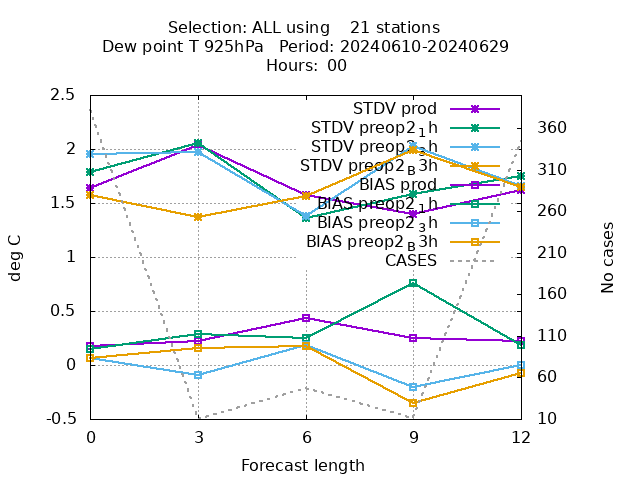 Selection: ALL using    21 stations
Dew point T 925hPa   Period: 20240610-20240629
Hours: 00
STDV prod
STDV preop2_1h
STDV preop2_3h
STDV preop2_B3h
BIAS prod
BIAS preop2_1h
BIAS preop2_3h
BIAS preop2_B3h
CASES
2.5
2
1.5
1
0.5
0
-0.5
deg C
360
310
260
210
160
110
60
10
No cases
0 3 6 9 12
Forecast length